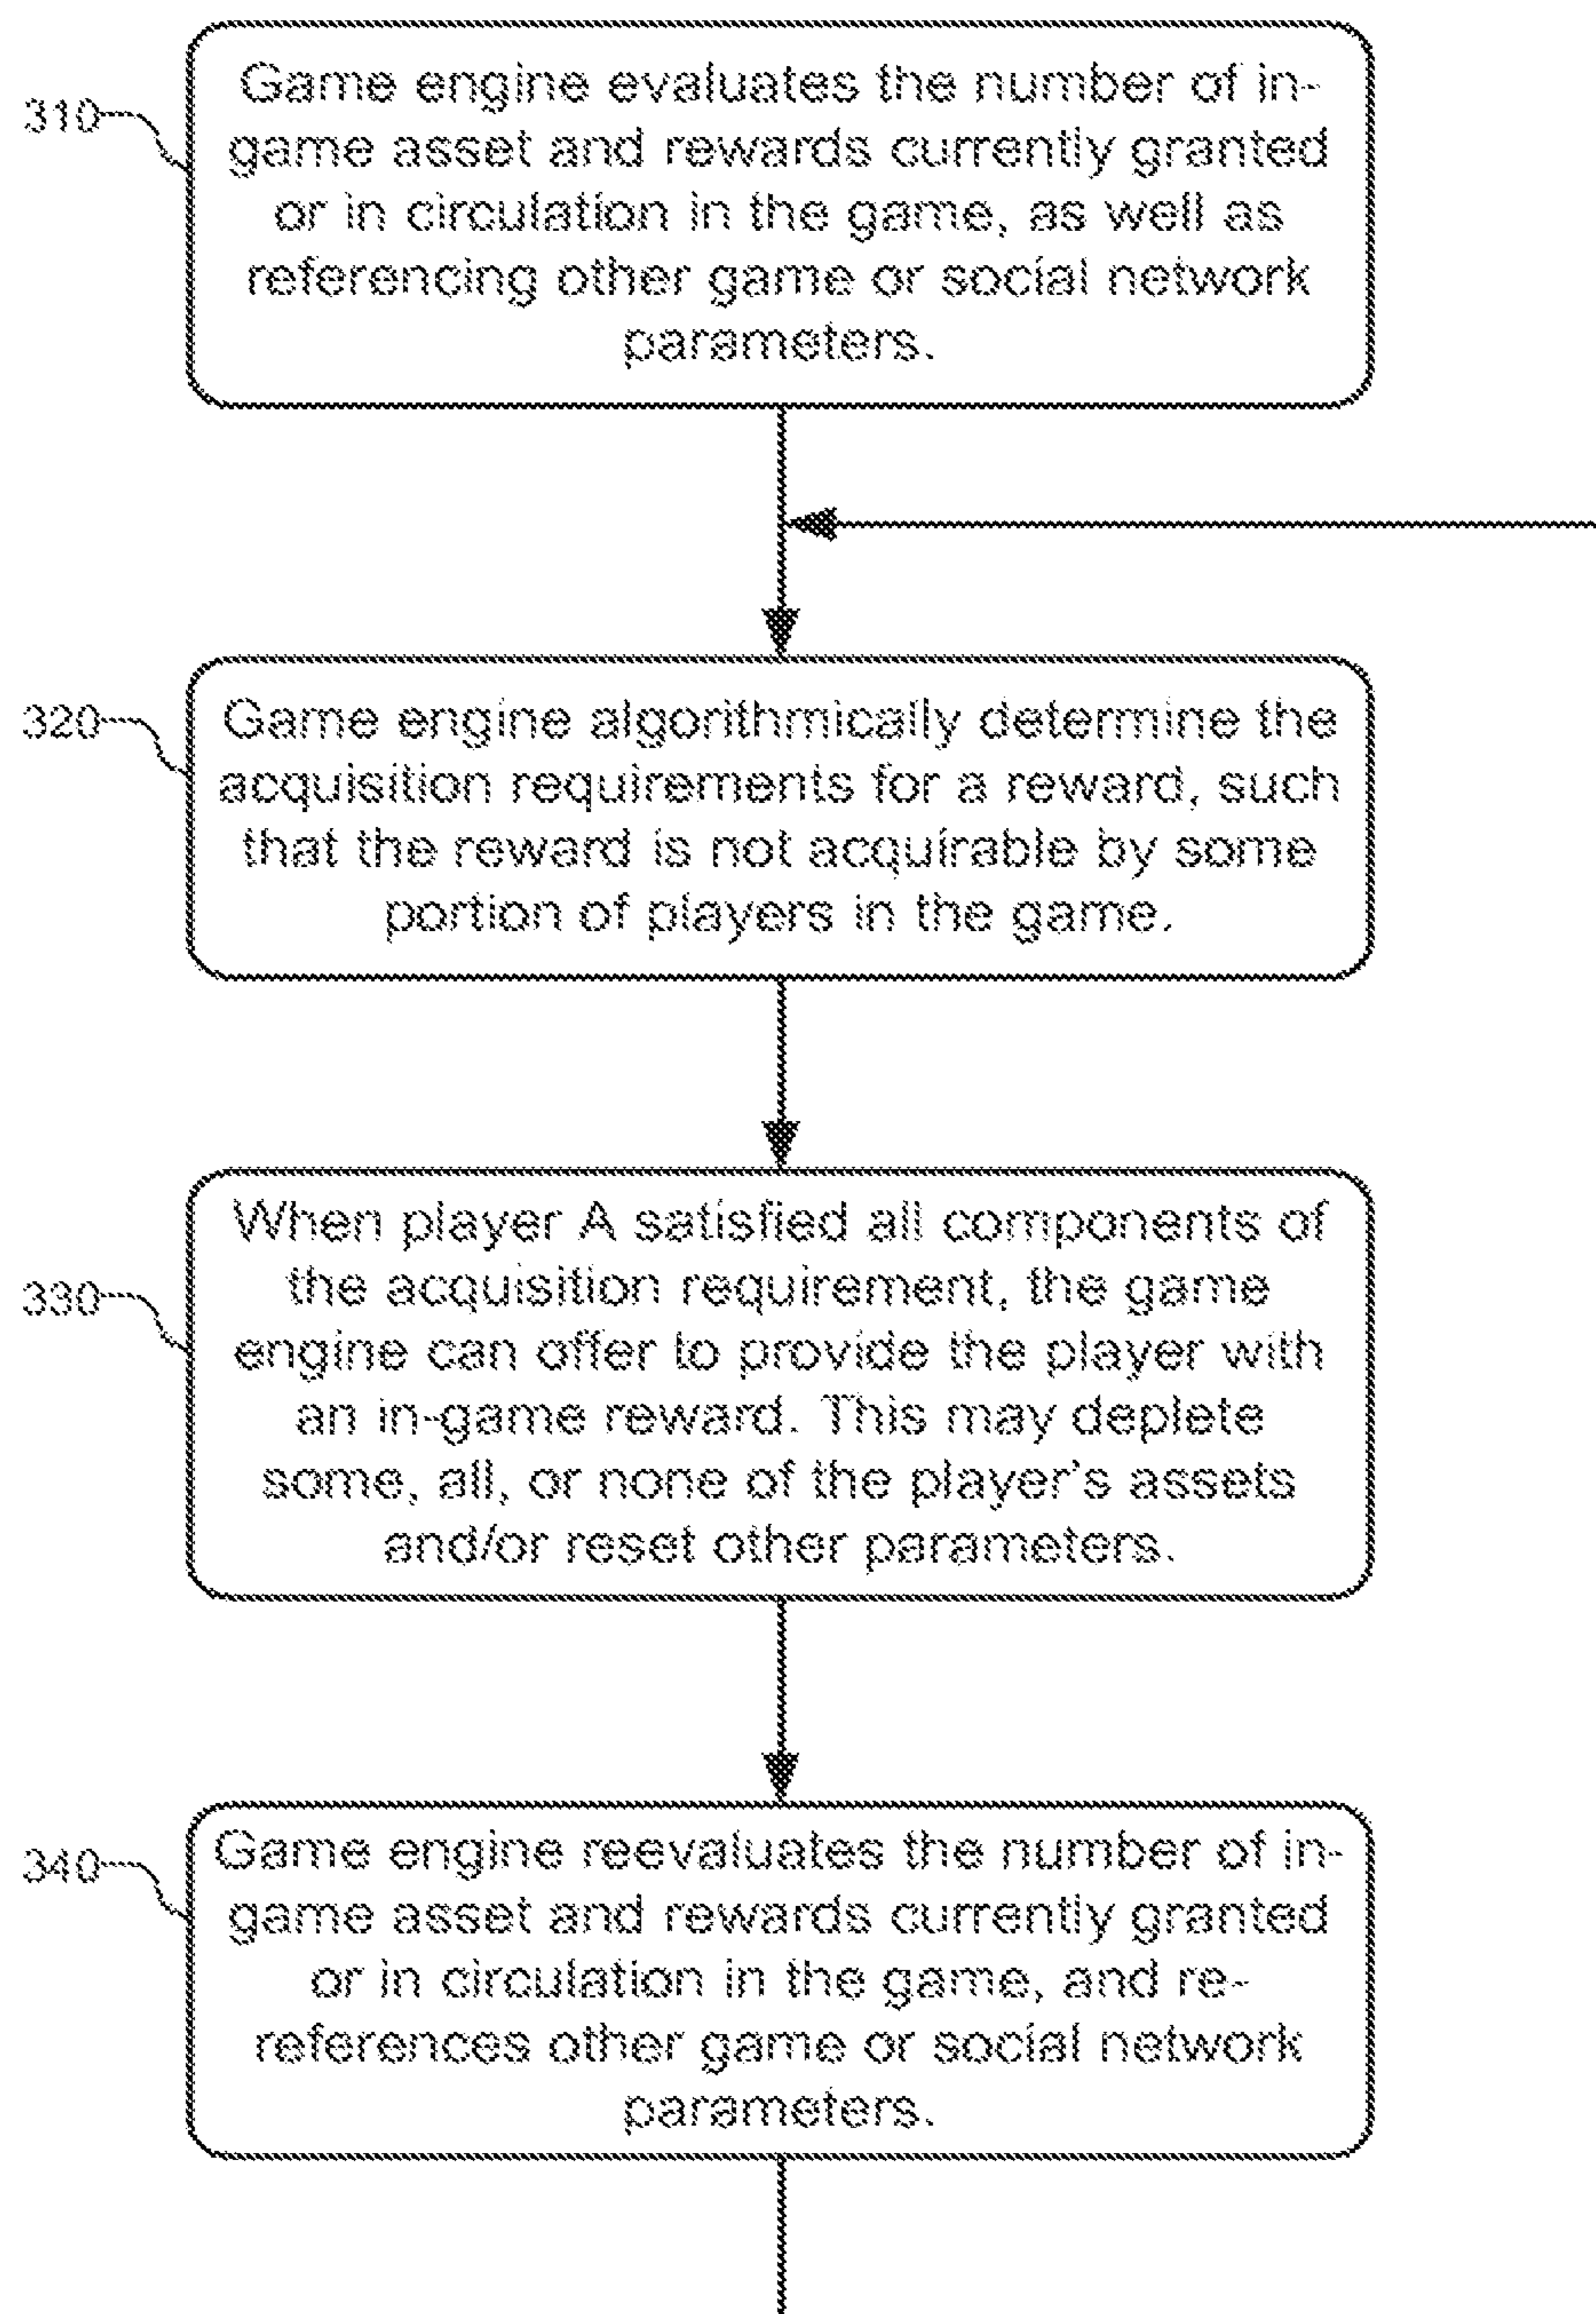 310
Game engine evaluates the number of in-
game asset and rewards currently granted
or in circulation in the game, as well as
referencing other game or social network
parameters.
320
Game engine algorithmically determine the
acquisition requirements for a reward, such
that the reward is not acquirable by some
portion of players in the game.
330
When player A satisfied all components of
the acquisition requirement, the game
engine can offer to provide the player with
an in-game reward. This may deplete
some, all, or none of the player's assets
and/or reset other parameters.
340
Game engine reevaluates the number of in-
game asset and rewards currently granted
or in circulation in the game, and re-
references other game or social network
parameters.